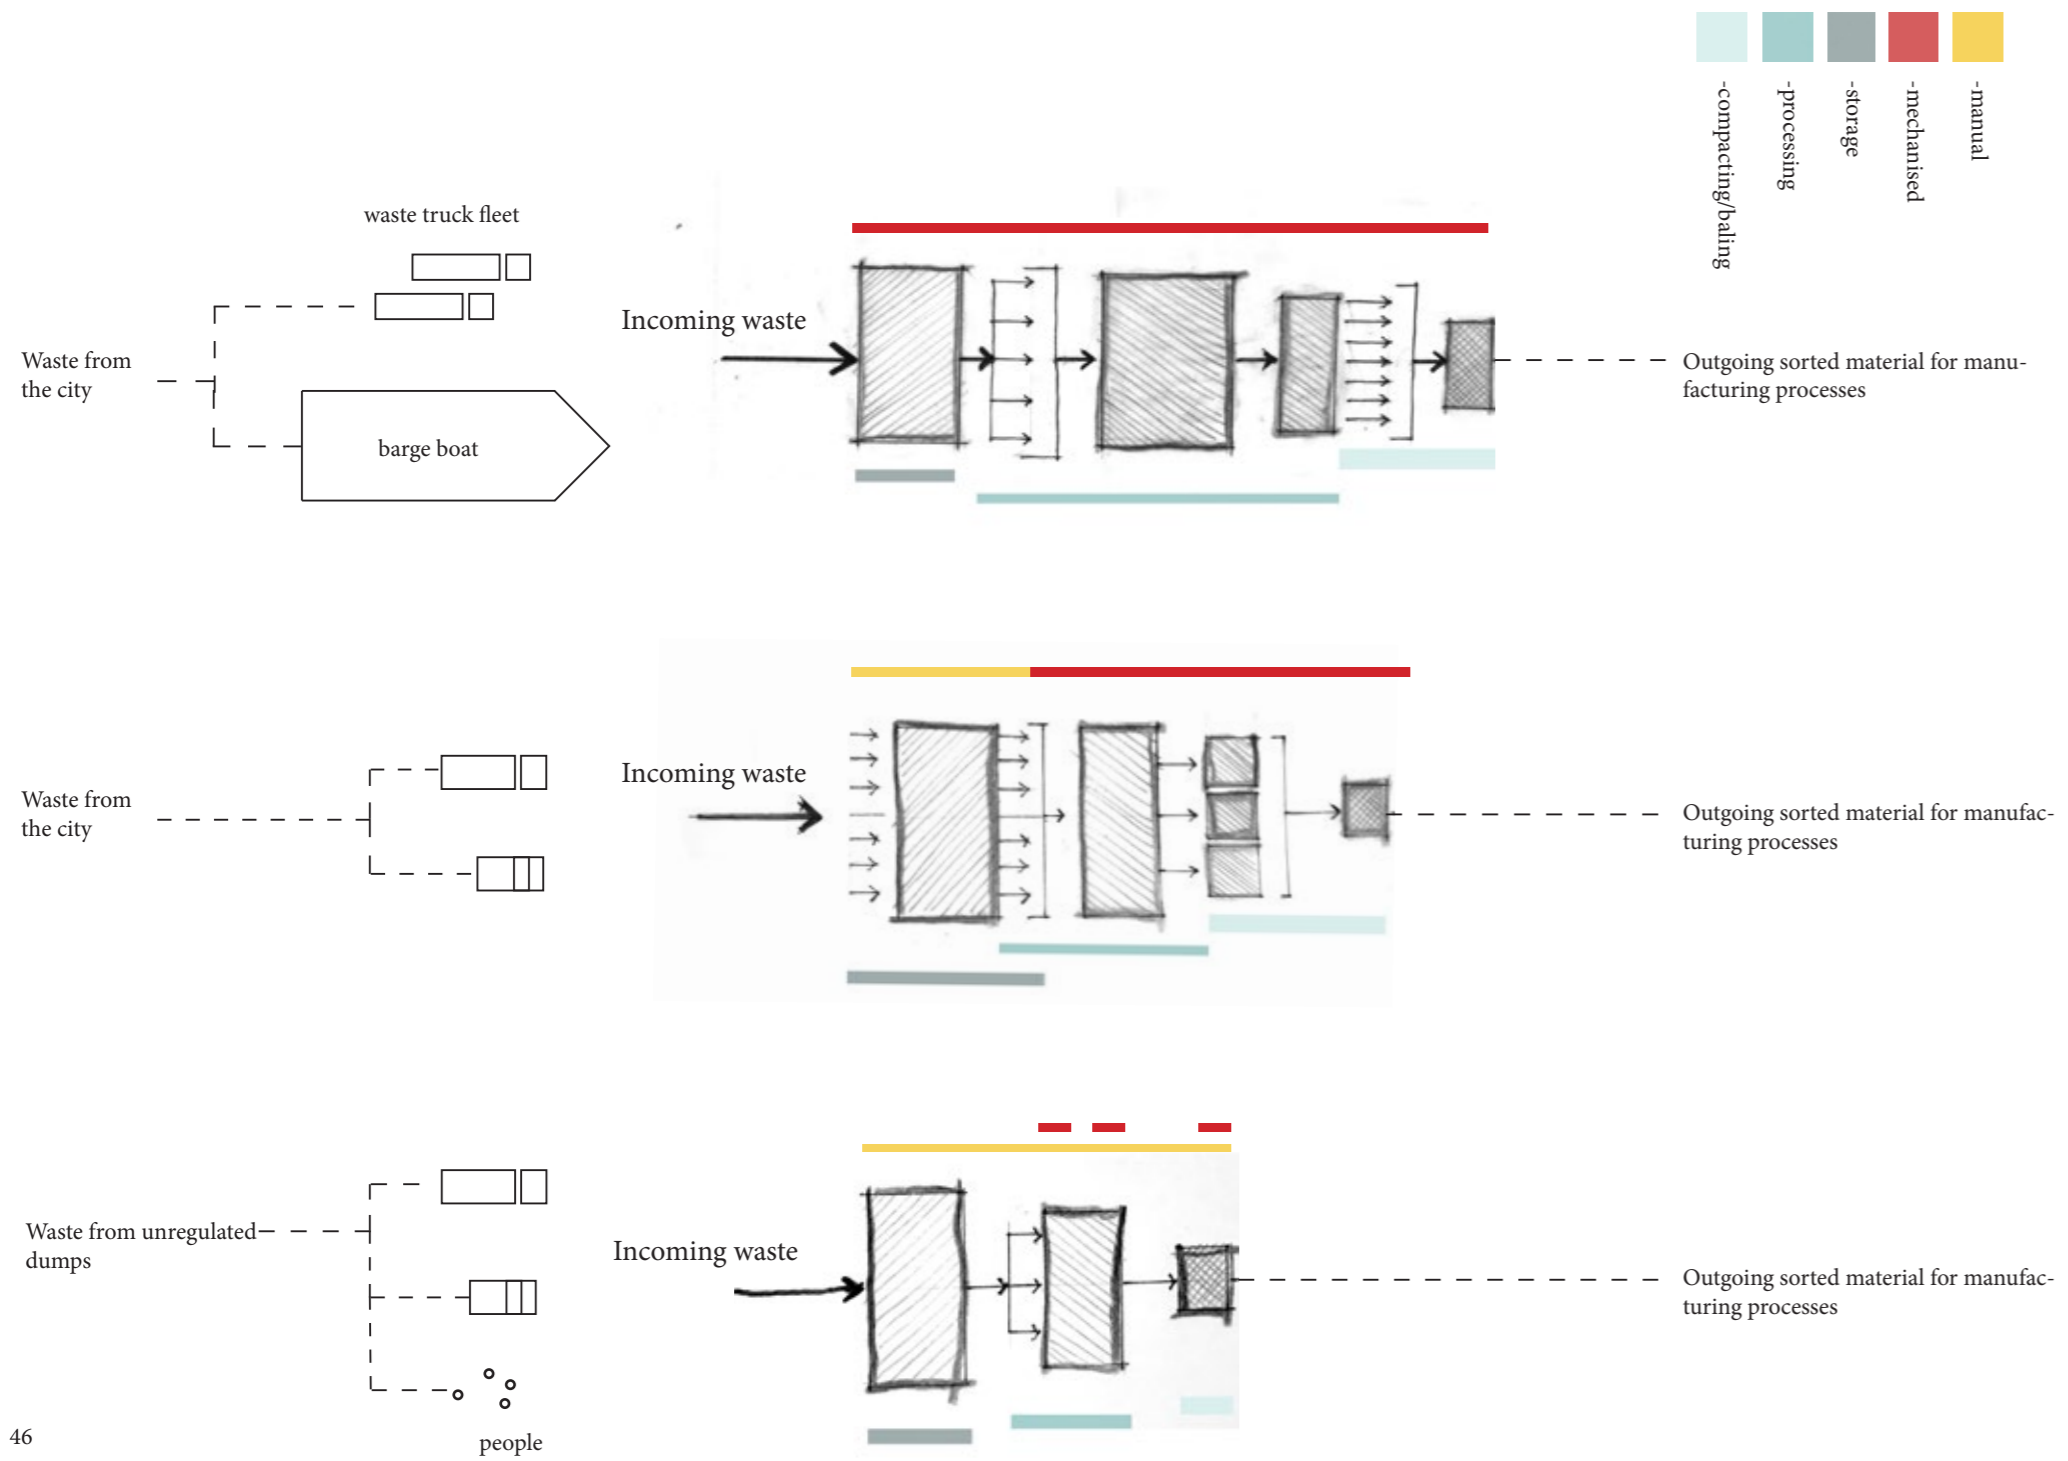 -compacting/baling
-processing
-storage
-mechanised
-manual
waste truck fleet
Incoming waste
Waste from
the city
barge boat
Outgoing sorted material for manu-
facturing processes
Incoming waste
Waste from
the city
Outgoing sorted material for manufac-
turing processes
Waste from unregulated
dumps
Incoming waste
Outgoing sorted material for manufac-
turing processes
people
46